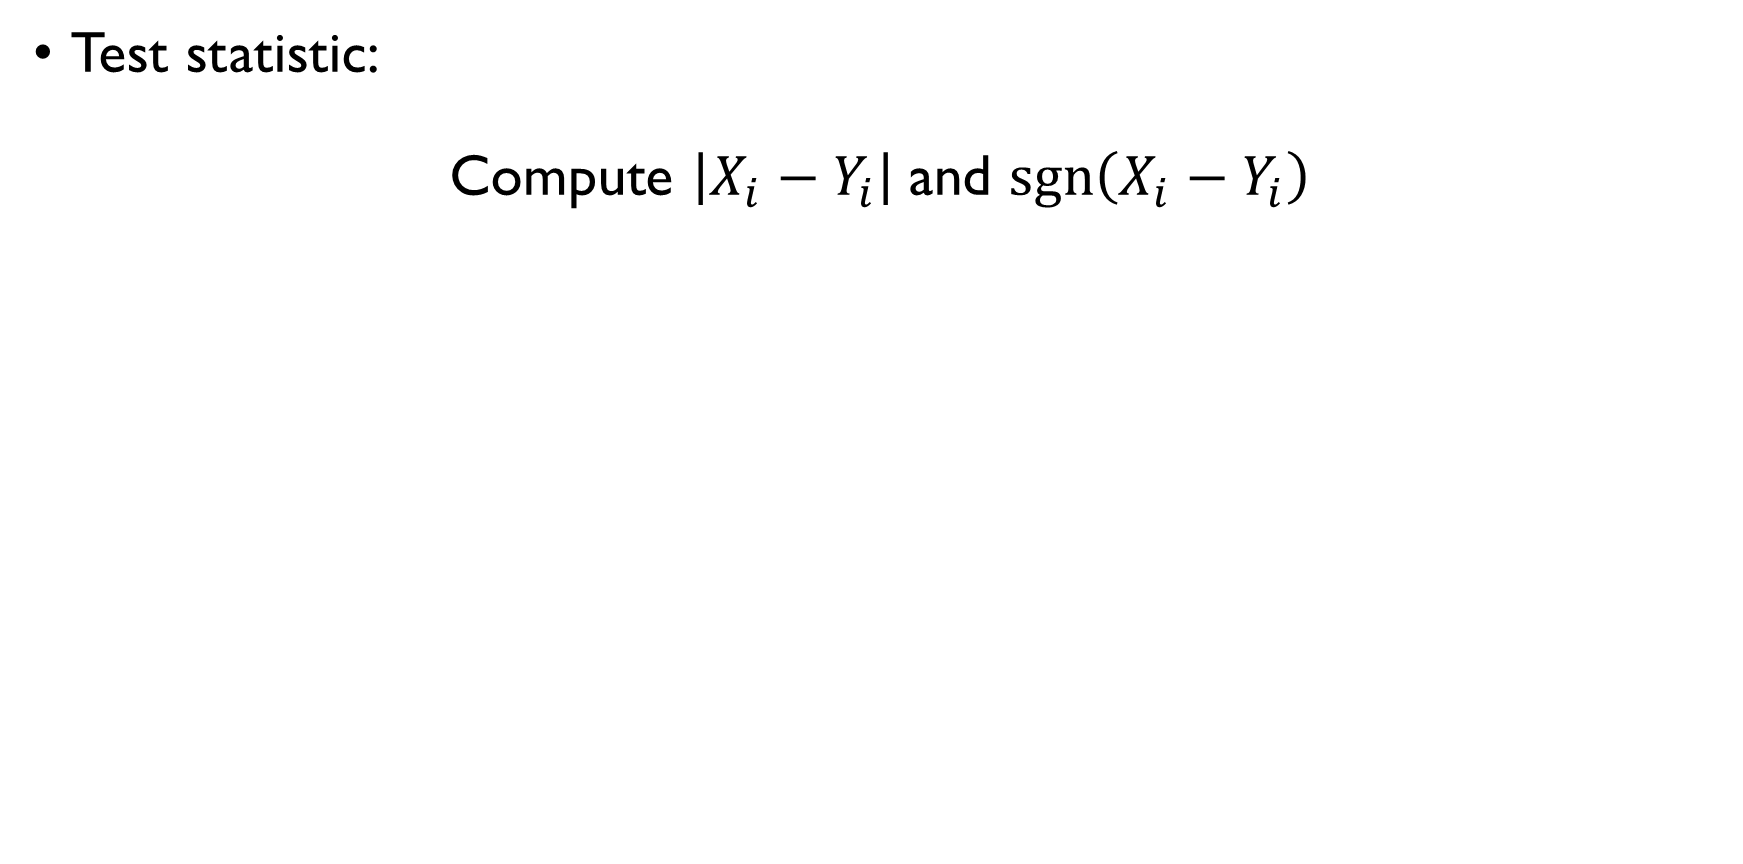 • Test statistic:
Compute |Xᵢ − Yᵢ| and sgn(Xᵢ − Yᵢ)